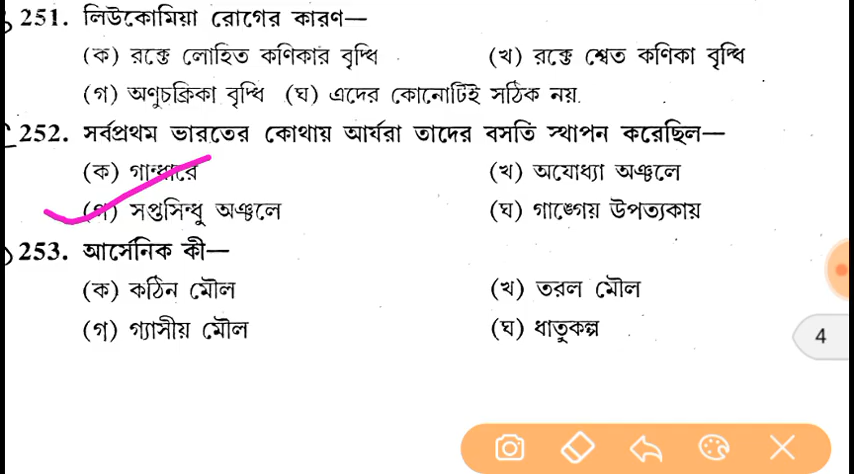 251. লিউকোমিয়া রোগের কারণ—
(ক) রক্তে লোহিত কণিকার বৃদ্ধি (খ) রক্তে শ্বেত কণিকা বৃদ্ধি
(গ) অণুচক্রিকা বৃদ্ধি (ঘ) এদের কোনোটিই সঠিক নয়.
252. সর্বপ্রথম ভারতের কোথায় আর্যরা তাদের বসতি স্থাপন করেছিল—
(ক) গান্ধারে (খ) অযোধ্যা অঞ্চলে
(গ) সপ্তসিন্ধু অঞ্চলে (ঘ) গাঙ্গেয় উপত্যকায়
253. আর্সেনিক কী—
(ক) কঠিন মৌল (খ) তরল মৌল
(গ) গ্যাসীয় মৌল (ঘ) ধাতুকল্প
4